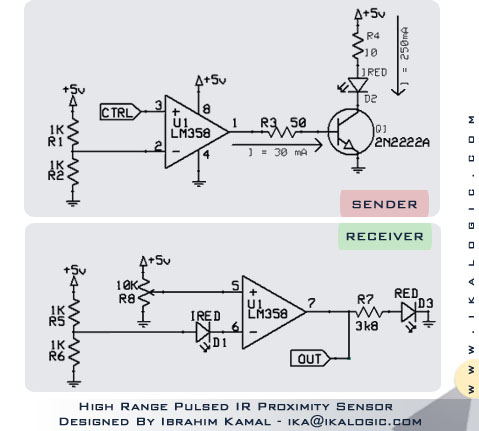 +5v
R4
10
I = 250mA
IRED
D2
+5v
+5v
CTRL
3
8
1
U1
LM358
R3 50
Q1
2N2222A
1K
R1
2
4
I = 30 mA
1K
R2
SENDER
RECEIVER
+5v
+5v
10K
R8
5
U1
LM358
7
1K
R5
IRED
6
D1
R7
3k8
RED
D3
1K
R6
OUT
www.ikalogic.com
High Range Pulsed IR Proximity Sensor
Designed By Ibrahim Kamal - ika@ikalogic.com